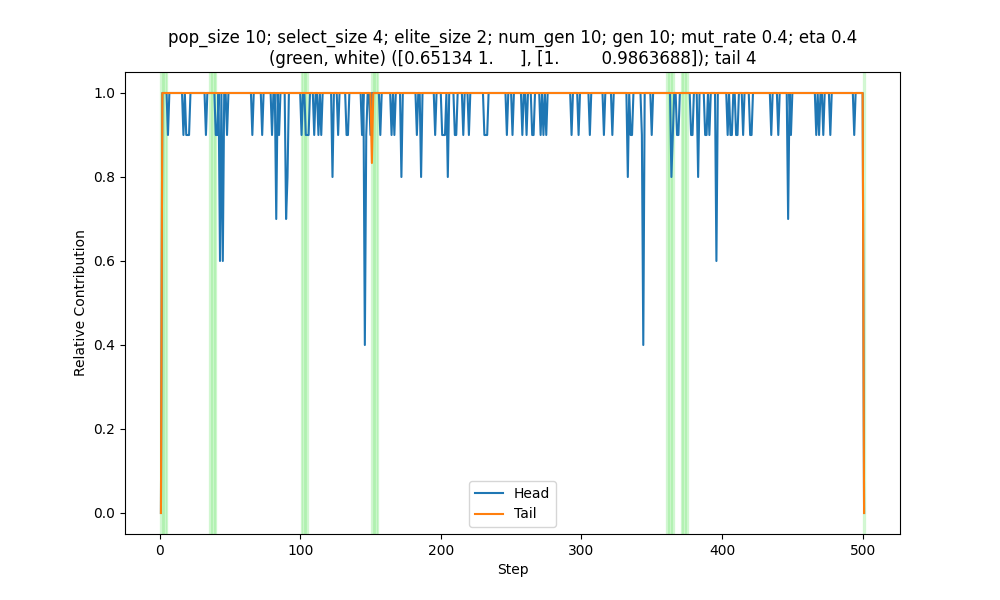 pop_size 10; select_size 4; elite_size 2; num_gen 10; gen 10; mut_rate 0.4; eta 0.4
(green, white) ([0.65134 1.     ], [1.         0.9863688]); tail 4
1.0
0.8
0.6
0.4
0.2
0.0
Relative Contribution
Head
Tail
0
100
200
300
400
500
Step